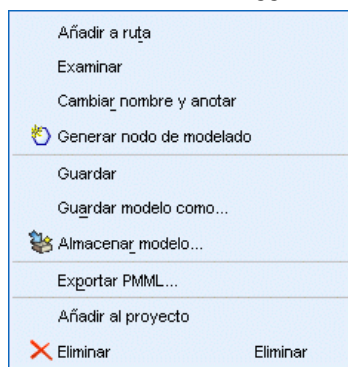 Añadir a ruta
Examinar
Cambiar nombre y anotar
Generar nodo de modelado
Guardar
Guardar modelo como...
Almacenar modelo...
Exportar PMML...
Añadir al proyecto
Eliminar Eliminar